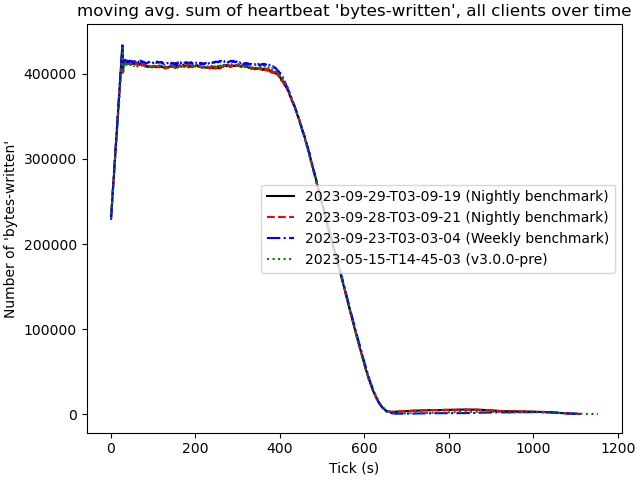 moving avg. sum of heartbeat 'bytes-written', all clients over time
Number of 'bytes-written'
400000
300000
200000
100000
0
2023-09-29-T03-09-19 (Nightly benchmark)
2023-09-28-T03-09-21 (Nightly benchmark)
2023-09-23-T03-03-04 (Weekly benchmark)
2023-05-15-T14-45-03 (v3.0.0-pre)
0 200 400 600 800 1000 1200
Tick (s)